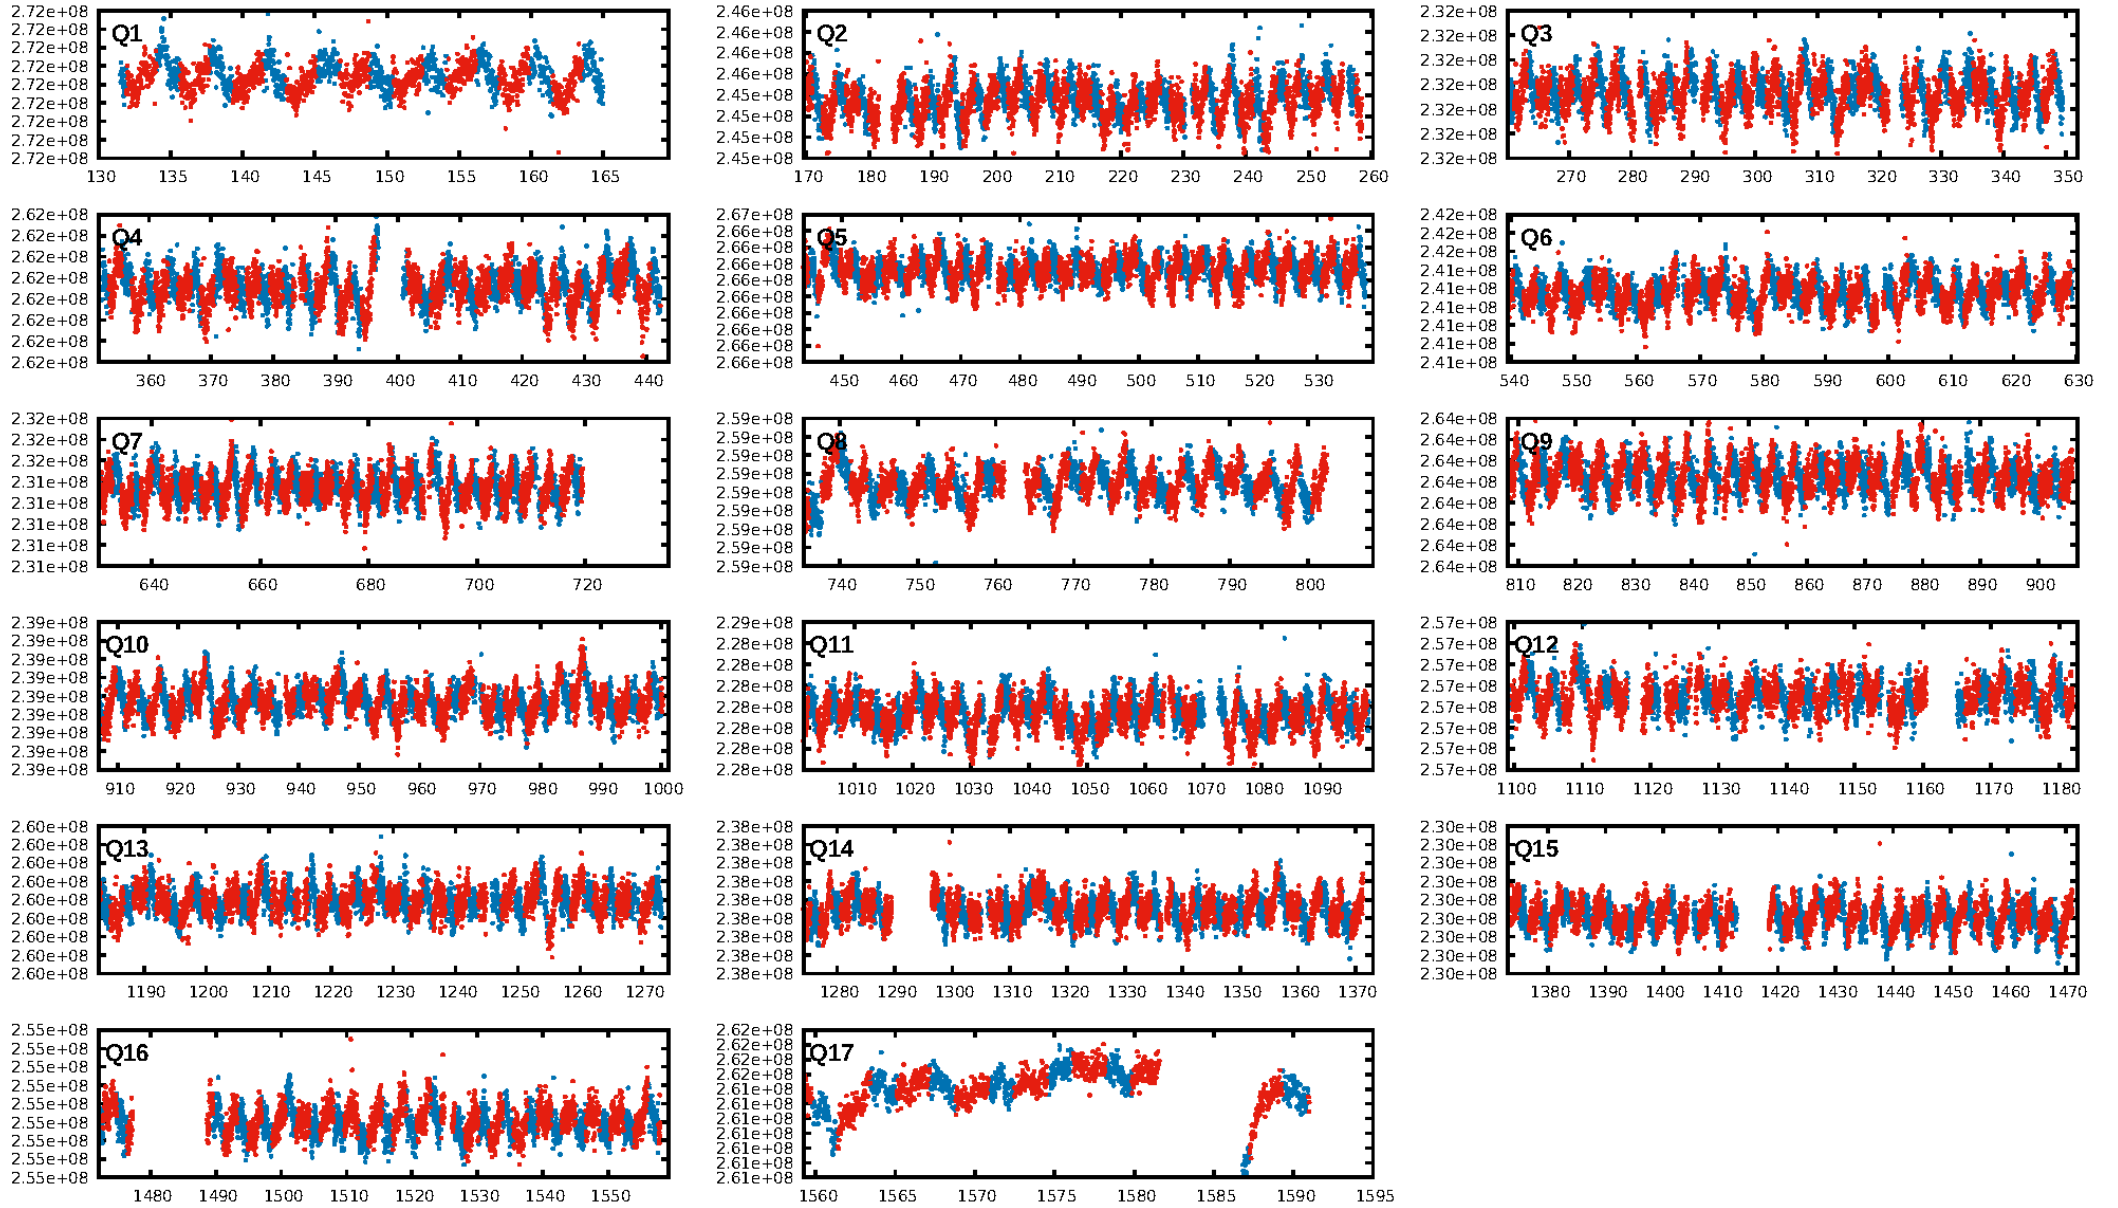 Q1
2.72e+08
2.72e+08
2.72e+08
2.72e+08
2.72e+08
2.72e+08
2.72e+08
2.72e+08
2.72e+08
130 135 140 145 150 155 160 165
Q2
2.46e+08
2.46e+08
2.46e+08
2.46e+08
2.45e+08
2.45e+08
2.45e+08
2.45e+08
170 180 190 200 210 220 230 240 250 260
Q3
2.32e+08
2.32e+08
2.32e+08
2.32e+08
2.32e+08
2.32e+08
2.32e+08
270 280 290 300 310 320 330 340 350
Q4
2.62e+08
2.62e+08
2.62e+08
2.62e+08
2.62e+08
2.62e+08
2.62e+08
2.62e+08
360 370 380 390 400 410 420 430 440
Q5
2.67e+08
2.66e+08
2.66e+08
2.66e+08
2.66e+08
2.66e+08
2.66e+08
2.66e+08
2.66e+08
2.66e+08
450 460 470 480 490 500 510 520 530
Q6
2.42e+08
2.42e+08
2.42e+08
2.41e+08
2.41e+08
2.41e+08
2.41e+08
2.41e+08
2.41e+08
540 550 560 570 580 590 600 610 620 630
Q7
2.32e+08
2.32e+08
2.32e+08
2.31e+08
2.31e+08
2.31e+08
2.31e+08
2.31e+08
640 660 680 700 720
Q8
2.59e+08
2.59e+08
2.59e+08
2.59e+08
2.59e+08
2.59e+08
2.59e+08
2.59e+08
2.59e+08
740 750 760 770 780 790 800
Q9
2.64e+08
2.64e+08
2.64e+08
2.64e+08
2.64e+08
2.64e+08
2.64e+08
2.64e+08
810 820 830 840 850 860 870 880 890 900
Q10
2.39e+08
2.39e+08
2.39e+08
2.39e+08
2.39e+08
2.39e+08
2.39e+08
2.39e+08
2.39e+08
910 920 930 940 950 960 970 980 990 1000
Q11
2.29e+08
2.28e+08
2.28e+08
2.28e+08
2.28e+08
2.28e+08
2.28e+08
2.28e+08
1010 1020 1030 1040 1050 1060 1070 1080 1090
Q12
2.57e+08
2.57e+08
2.57e+08
2.57e+08
2.57e+08
2.57e+08
2.57e+08
2.57e+08
1100 1110 1120 1130 1140 1150 1160 1170 1180
Q13
2.60e+08
2.60e+08
2.60e+08
2.60e+08
2.60e+08
2.60e+08
2.60e+08
2.60e+08
2.60e+08
1190 1200 1210 1220 1230 1240 1250 1260 1270
Q14
2.38e+08
2.38e+08
2.38e+08
2.38e+08
2.38e+08
2.38e+08
2.38e+08
2.38e+08
2.38e+08
1280 1290 1300 1310 1320 1330 1340 1350 1360 1370
Q15
2.30e+08
2.30e+08
2.30e+08
2.30e+08
2.30e+08
2.30e+08
2.30e+08
2.30e+08
2.30e+08
1380 1390 1400 1410 1420 1430 1440 1450 1460 1470
Q16
2.55e+08
2.55e+08
2.55e+08
2.55e+08
2.55e+08
2.55e+08
2.55e+08
2.55e+08
2.55e+08
1480 1490 1500 1510 1520 1530 1540 1550
Q17
2.62e+08
2.62e+08
2.62e+08
2.62e+08
2.61e+08
2.61e+08
2.61e+08
2.61e+08
2.61e+08
2.61e+08
2.61e+08
1560 1565 1570 1575 1580 1585 1590 1595